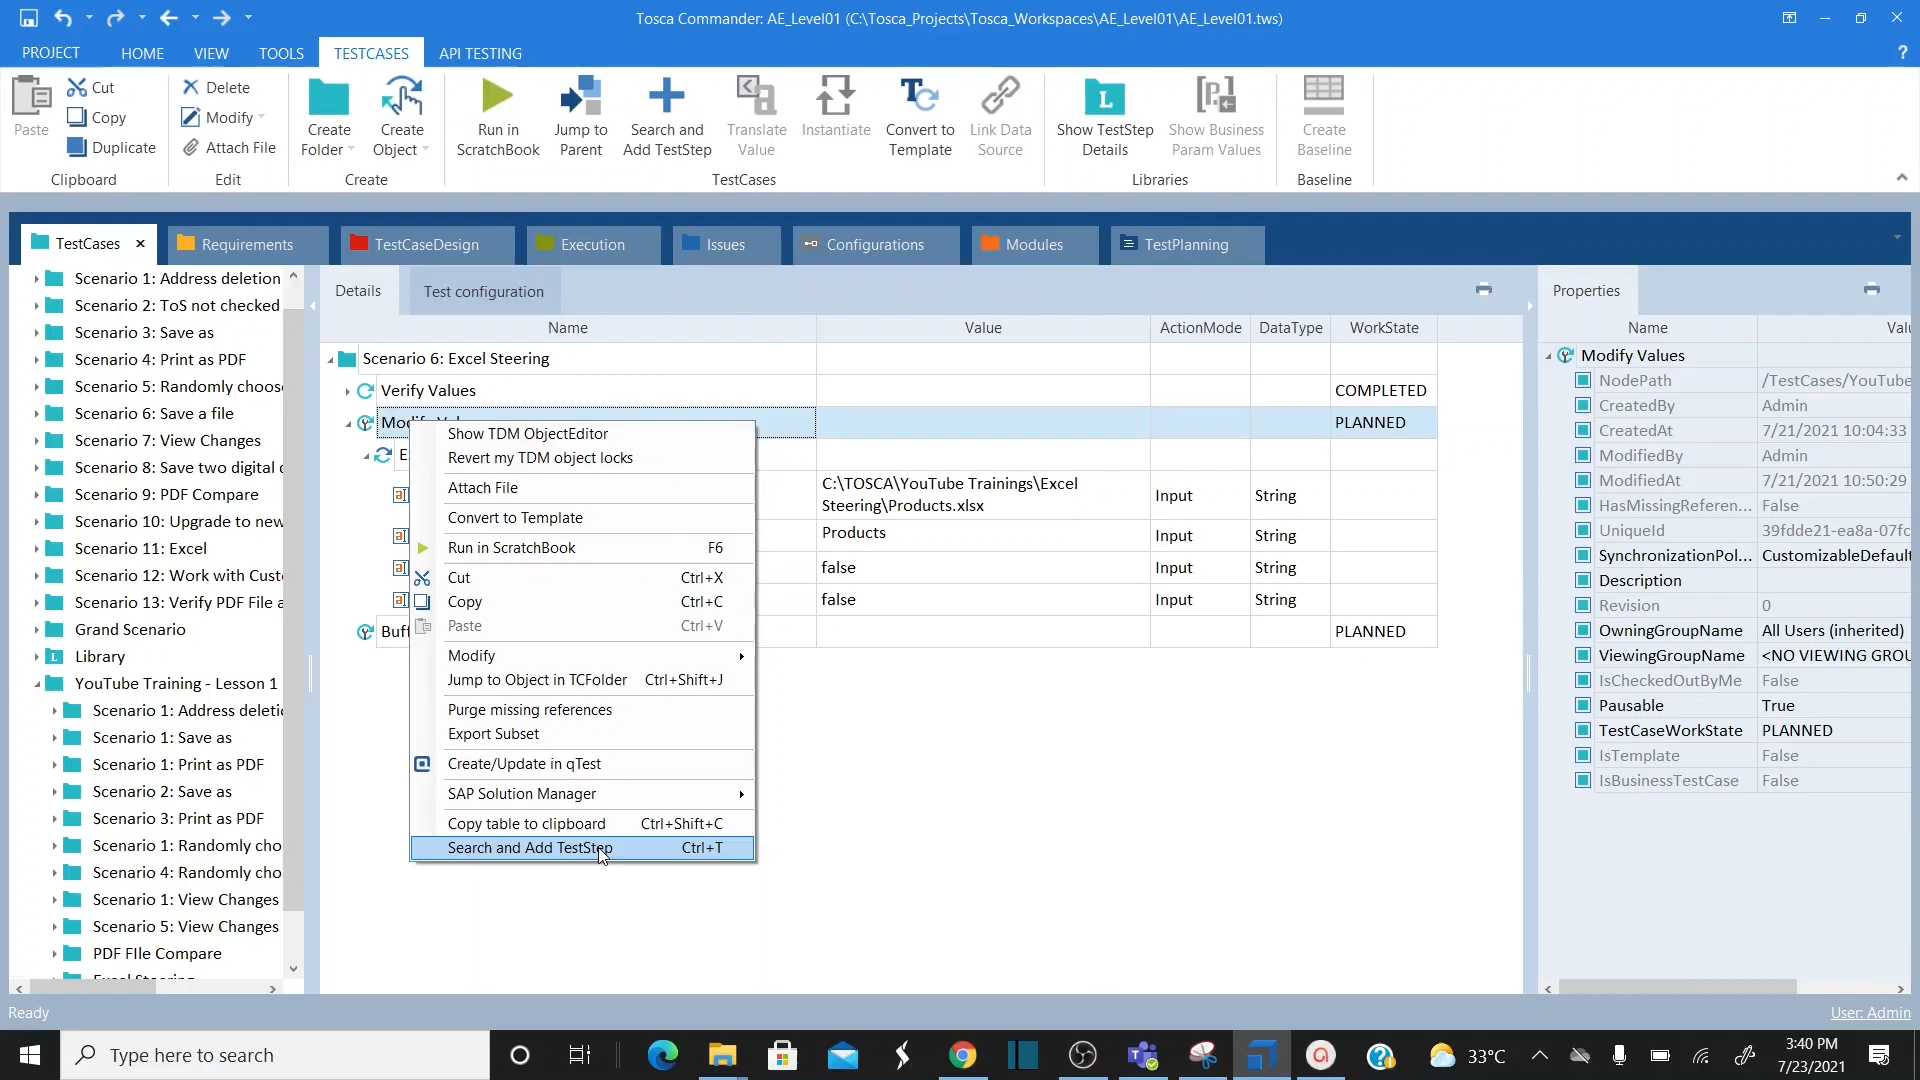 Tosca Commander: AE_Level01 (C:\Tosca_Projects\Tosca_Workspaces\AE_Level01\AE_Level01.tws)
PROJECT HOME VIEW TOOLS TESTCASES API TESTING
Paste
Cut
Copy
Duplicate
Clipboard
Delete
Modify
Attach File
Edit
Create Folder
Create Object
Create
Run in ScratchBook
Jump to Parent
Search and Add TestStep
Translate Value
Instantiate
Convert to Template
Link Data Source
TestCases
Show TestStep Details
Show Business Param Values
Libraries
Create Baseline
Baseline
TestCases Requirements TestCaseDesign Execution Issues Configurations Modules TestPlanning
Scenario 1: Address deletion
Scenario 2: ToS not checked
Scenario 3: Save as
Scenario 4: Print as PDF
Scenario 5: Randomly choos
Scenario 6: Save a file
Scenario 7: View Changes
Scenario 8: Save two digital
Scenario 9: PDF Compare
Scenario 10: Upgrade to new
Scenario 11: Excel
Scenario 12: Work with Cust
Scenario 13: Verify PDF File a
Grand Scenario
Library
YouTube Training - Lesson 1
Scenario 1: Address deleti
Scenario 1: Save as
Scenario 1: Print as PDF
Scenario 2: Save as
Scenario 3: Print as PDF
Scenario 1: Randomly cho
Scenario 4: Randomly cho
Scenario 1: View Changes
Scenario 5: View Changes
PDF FIle Compare
Details Test configuration
Name Value ActionMode DataType WorkState
Scenario 6: Excel Steering
Verify Values COMPLETED
PLANNED
E
C:\TOSCA\YouTube Trainings\Excel
Steering\Products.xlsx Input String
Products Input String
false Input String
false Input String
Buff PLANNED
Show TDM ObjectEditor
Revert my TDM object locks
Attach File
Convert to Template
Run in ScratchBook F6
Cut Ctrl+X
Copy Ctrl+C
Paste Ctrl+V
Modify
Jump to Object in TCFolder Ctrl+Shift+J
Purge missing references
Export Subset
Create/Update in qTest
SAP Solution Manager
Copy table to clipboard Ctrl+Shift+C
Search and Add TestStep Ctrl+T
Properties
Name Valu
Modify Values
NodePath /TestCases/YouTube
CreatedBy Admin
CreatedAt 7/21/2021 10:04:33
ModifiedBy Admin
ModifiedAt 7/21/2021 10:50:29
HasMissingReferen... False
UniqueId 39fdde21-ea8a-07fc
SynchronizationPol... CustomizableDefault
Description
Revision 0
OwningGroupName All Users (inherited)
ViewingGroupName <NO VIEWING GROU
IsCheckedOutByMe False
Pausable True
TestCaseWorkState PLANNED
IsTemplate False
IsBusinessTestCase False
Ready User: Admin
Type here to search
33°C
3:40 PM
7/23/2021